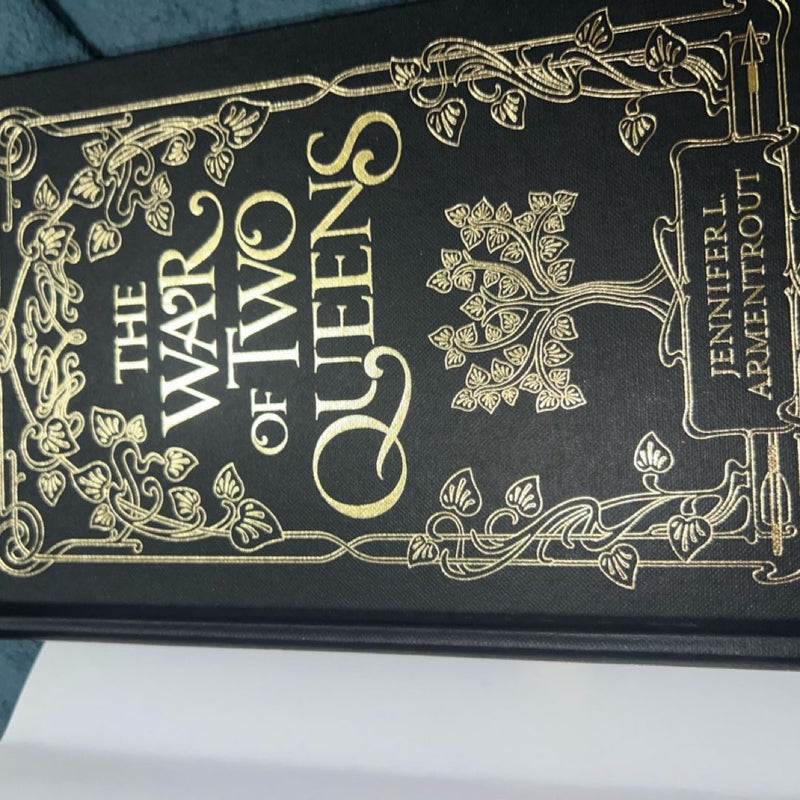 THE
WAR
OF TWO
QUEENS
JENNIFER L.
ARMENTROUT